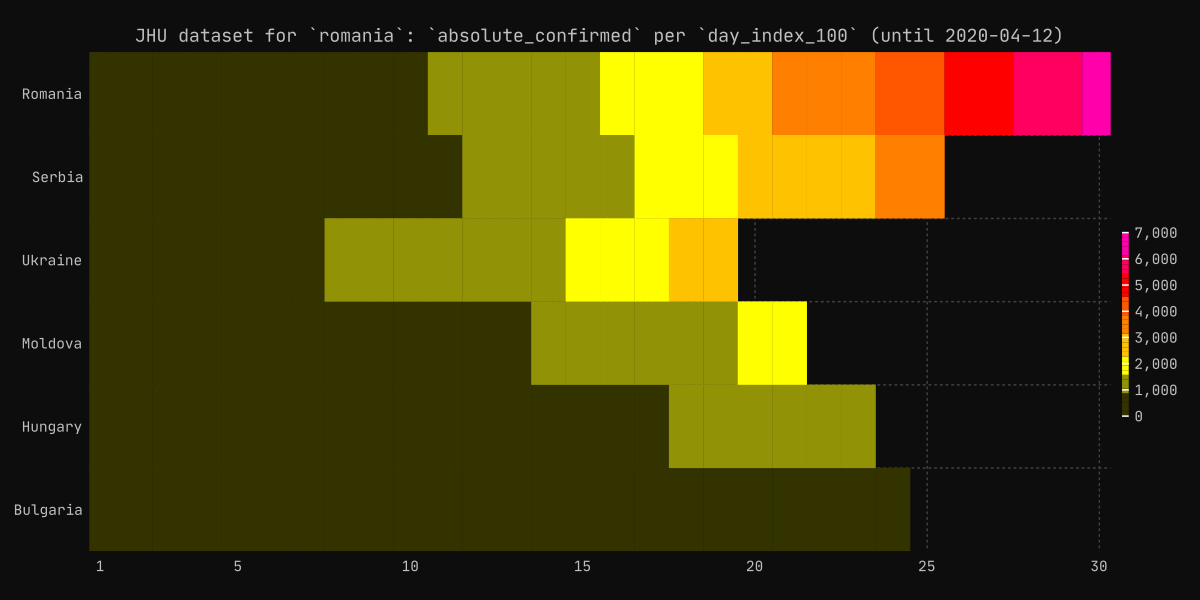 JHU dataset for `romania`: `absolute_confirmed` per `day_index_100` (until 2020-04-12)
Romania
Serbia
Ukraine
Moldova
Hungary
Bulgaria
1 5 10 15 20 25 30
7,000
6,000
5,000
4,000
3,000
2,000
1,000
0